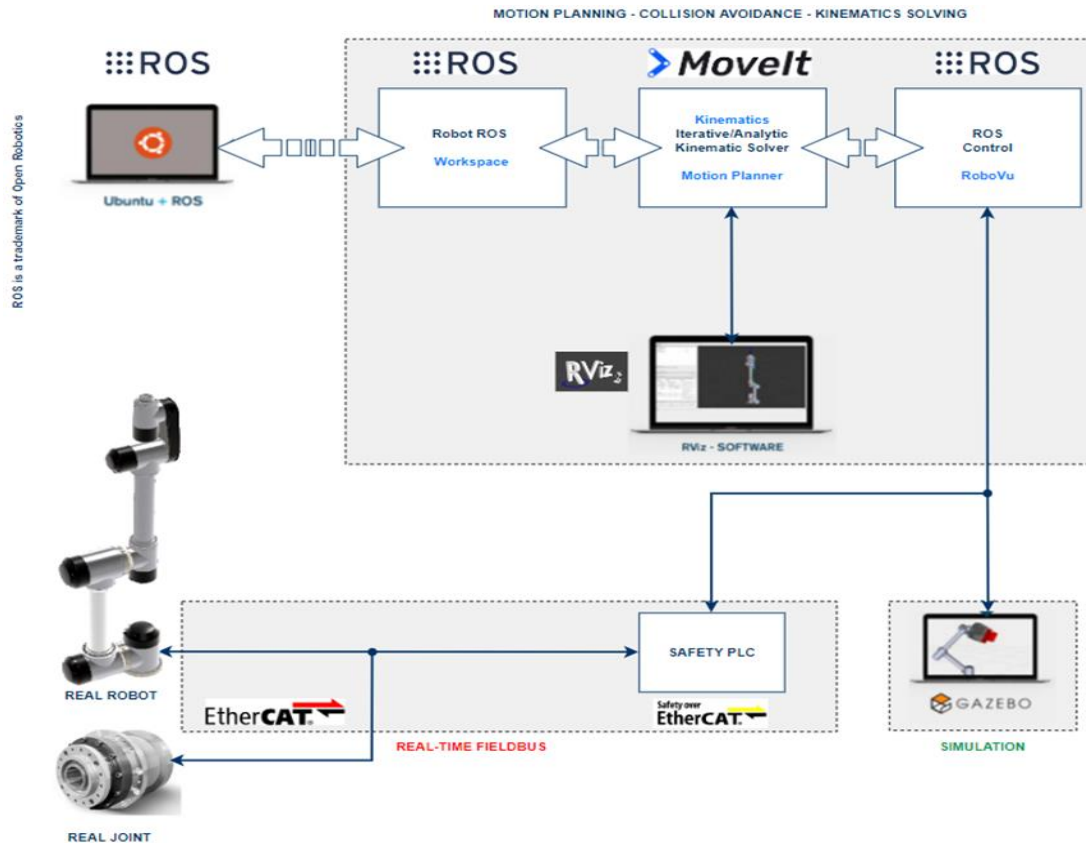 MOTION PLANNING - COLLISION AVOIDANCE - KINEMATICS SOLVING
ROS
ROS
MoveIt
ROS
ROS is a trademark of Open Robotics
Ubuntu + ROS
Robot ROS
Workspace
Kinematics
Iterative/Analytic
Kinematic Solver
Motion Planner
ROS
Control
RoboVu
RViz
RViz - SOFTWARE
REAL ROBOT
SAFETY PLC
EtherCAT®
Safety over
EtherCAT®
GAZEBO
REAL-TIME FIELDBUS
SIMULATION
REAL JOINT